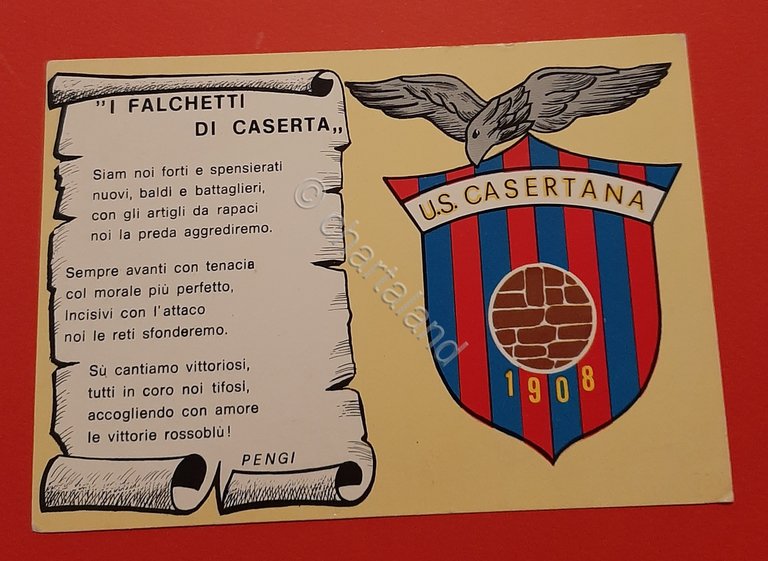 "I FALCHETTI
DI CASERTA„
Siam noi forti e spensierati
nuovi, baldi e battaglieri,
con gli artigli da rapaci
noi la preda aggrediremo.
Sempre avanti con tenacia
col morale più perfetto,
Incisivi con l'attaco
noi le reti sfonderemo.
Sù cantiamo vittoriosi,
tutti in coro noi tifosi,
accogliendo con amore
le vittorie rossoblù!
PENGI
U.S. CASERTANA
1908
© chartaland